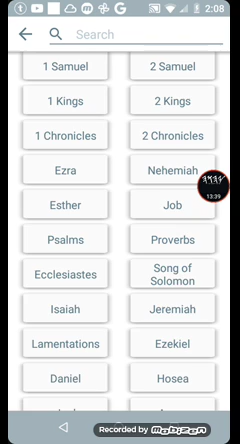 2:08
Search
1 Samuel
2 Samuel
1 Kings
2 Kings
1 Chronicles
2 Chronicles
Ezra
Nehemiah
13:39
Esther
Job
Psalms
Proverbs
Ecclesiastes
Song of
Solomon
Isaiah
Jeremiah
Lamentations
Ezekiel
Daniel
Hosea
Recorded by Mobizen